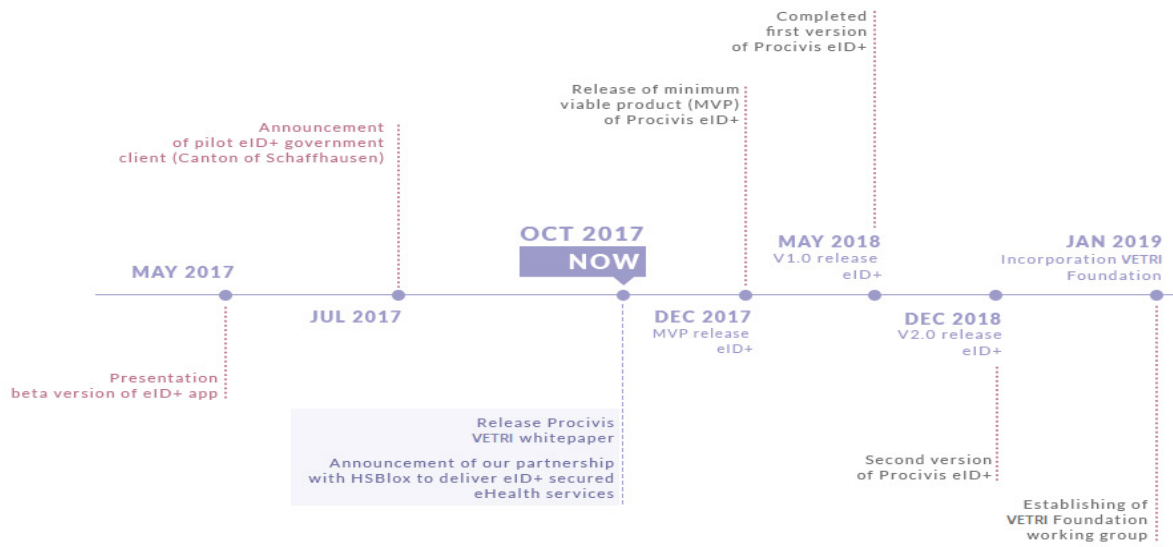 Completed
first version
of Procivis eID+
Release of minimum
viable product (MVP)
of Procivis eID+
Announcement
of pilot eID+ government
client (Canton of Schaffhausen)
OCT 2017
NOW
MAY 2017
MAY 2018
V1.0 release
eID+
JAN 2019
Incorporation VETRI
Foundation
JUL 2017
DEC 2017
MVP release
eID+
DEC 2018
V2.0 release
eID+
Presentation
beta version of eID+ app
Release Procivis
VETRI whitepaper
Announcement of our partnership
with HSBlox to deliver eID+ secured
eHealth services
Second version
of Procivis eID+
Establishing of
VETRI Foundation
working group